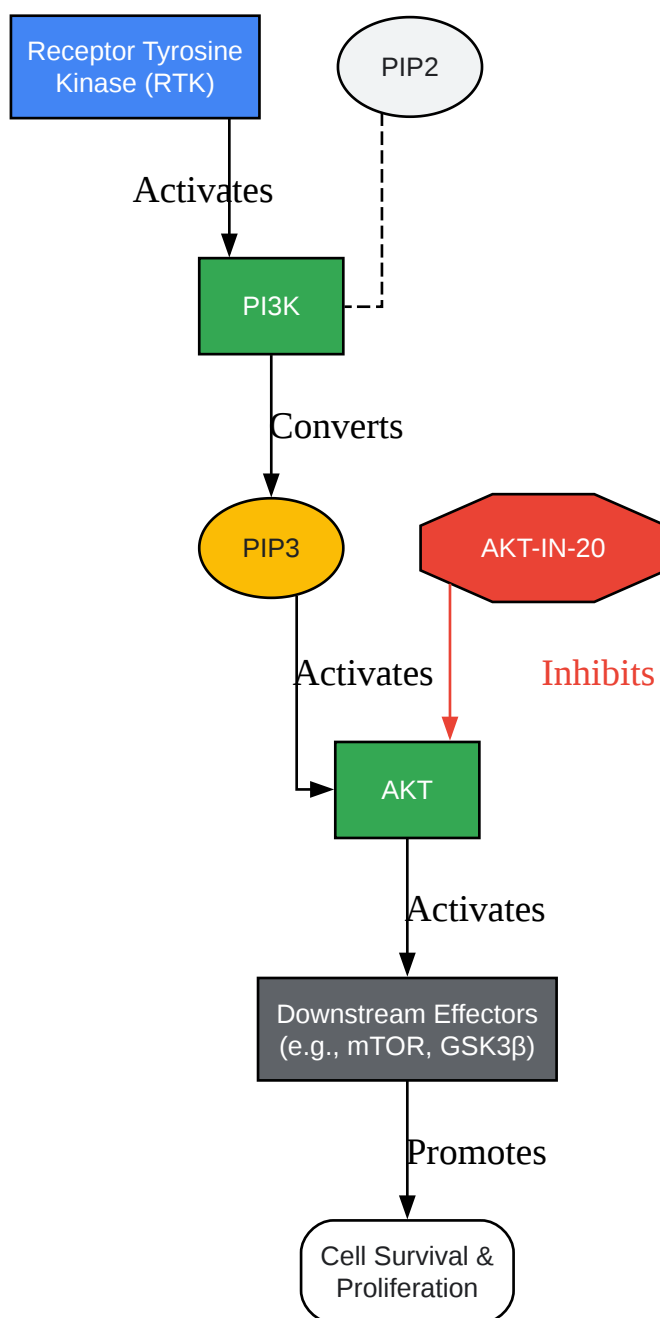 Receptor Tyrosine
Kinase (RTK)
PIP2
Activates
PI3K
Converts
PIP3
AKT-IN-20
Activates
Inhibits
AKT
Activates
Downstream Effectors
(e.g., mTOR, GSK3β)
Promotes
Cell Survival &
Proliferation